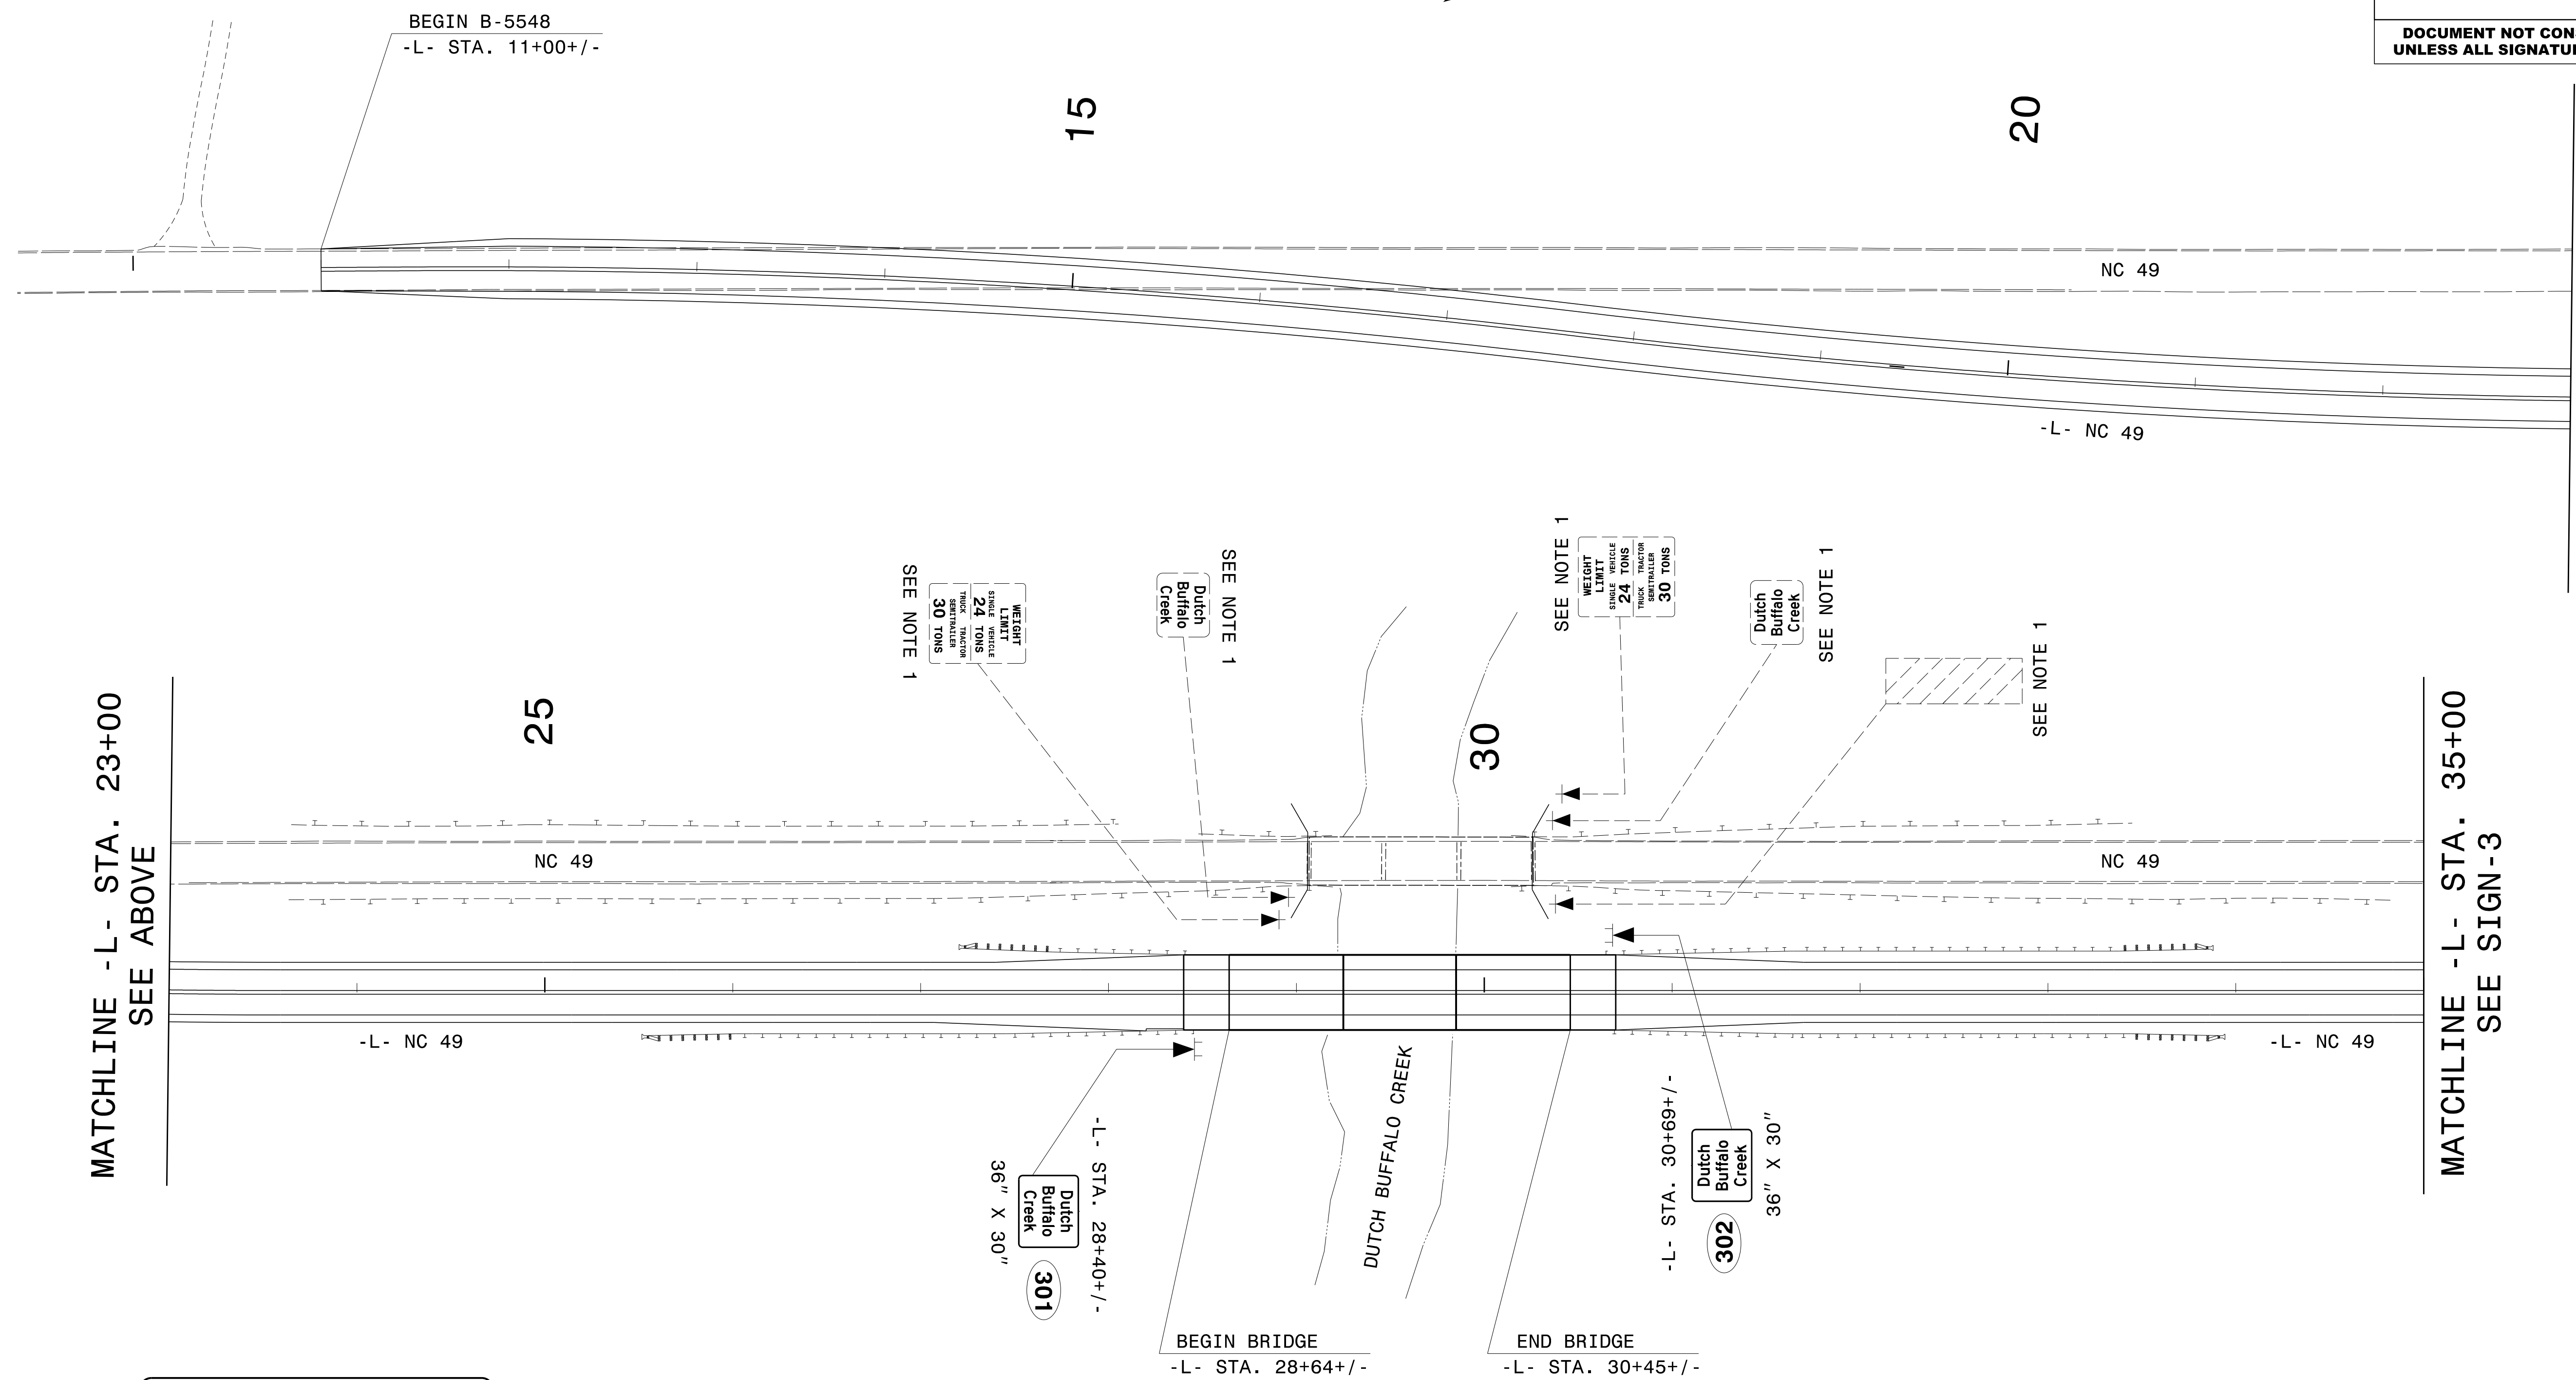 BEGIN B-5548
-L- STA. 11+00+/-
DOCUMENT NOT CON
UNLESS ALL SIGNATU
15
20
NC 49
-L- NC 49
SEE NOTE 1
WEIGHT
LIMIT
SINGLE VEHICLE
24 TONS
TRUCK TRACTOR
SEMITRAILER
30 TONS
Dutch
Buffalo
Creek
SEE NOTE 1
SEE NOTE 1
WEIGHT
LIMIT
SINGLE VEHICLE
24 TONS
TRUCK TRACTOR
SEMITRAILER
30 TONS
Dutch
Buffalo
Creek
SEE NOTE 1
SEE NOTE 1
MATCHLINE -L- STA. 23+00
SEE ABOVE
25
30
NC 49
NC 49
MATCHLINE -L- STA. 35+00
SEE SIGN-3
-L- NC 49
-L- NC 49
DUTCH BUFFALO CREEK
-L- STA. 28+40+/-
Dutch
Buffalo
Creek
36" X 30"
301
-L- STA. 30+69+/-
Dutch
Buffalo
Creek
36" X 30"
302
BEGIN BRIDGE
-L- STA. 28+64+/-
END BRIDGE
-L- STA. 30+45+/-